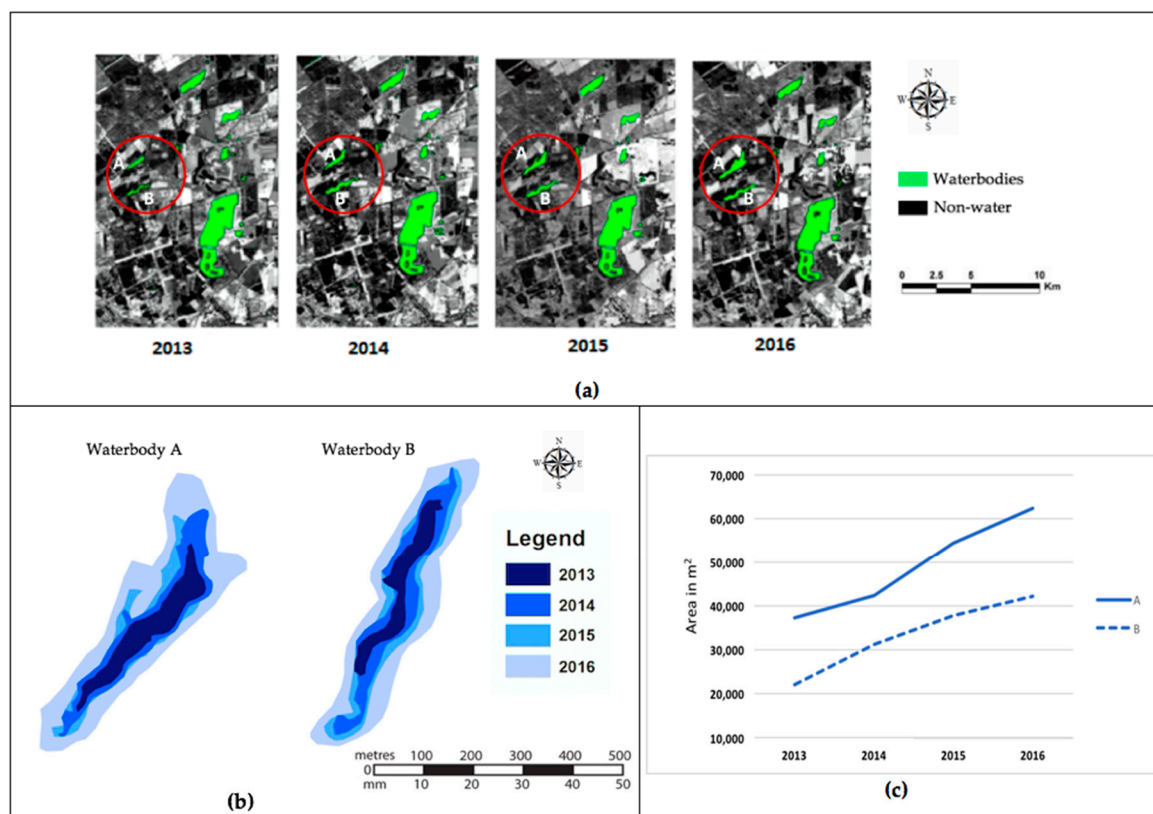 N
W E
S
A
B
A
B
A
B
A
B
Waterbodies
Non-water
0 2.5 5 10
Km
2013 2014 2015 2016
(a)
Waterbody A
Waterbody B
N
W E
S
Legend
2013
2014
2015
2016
metres 100 200 300 400 500
0
mm 10 20 30 40 50
(b)
70,000
60,000
50,000
40,000
30,000
20,000
10,000
Area in m²
2013 2014 2015 2016
A
B
(c)